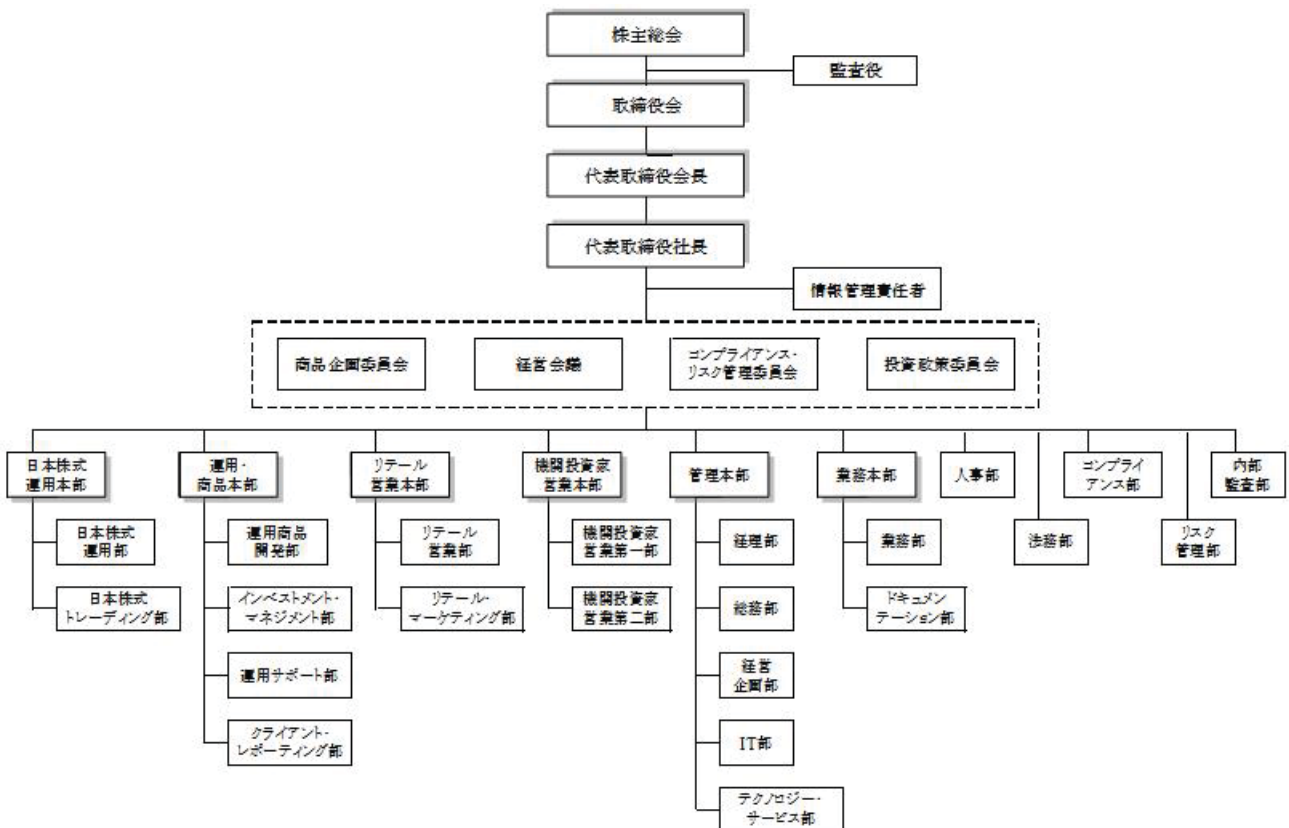 株主総会
監査役
取締役会
代表取締役会長
代表取締役社長
情報管理責任者
商品企画委員会
経営会議
コンプライアンス・
リスク管理委員会
投資政策委員会
日本株式
運用本部
運用・
商品本部
リテール
営業本部
機関投資家
営業本部
管理本部
業務本部
人事部
コンプライ
アンス部
内部
監査部
日本株式
運用部
運用商品
開発部
リテール
営業部
機関投資家
営業第一部
経理部
業務部
法務部
リスク
管理部
日本株式
トレーディング部
インベストメント・
マネジメント部
リテール・
マーケティング部
機関投資家
営業第二部
総務部
ドキュメン
テーション部
運用サポート部
経営
企画部
クライアント・
レポーティング部
IT部
テクノロジー・
サービス部